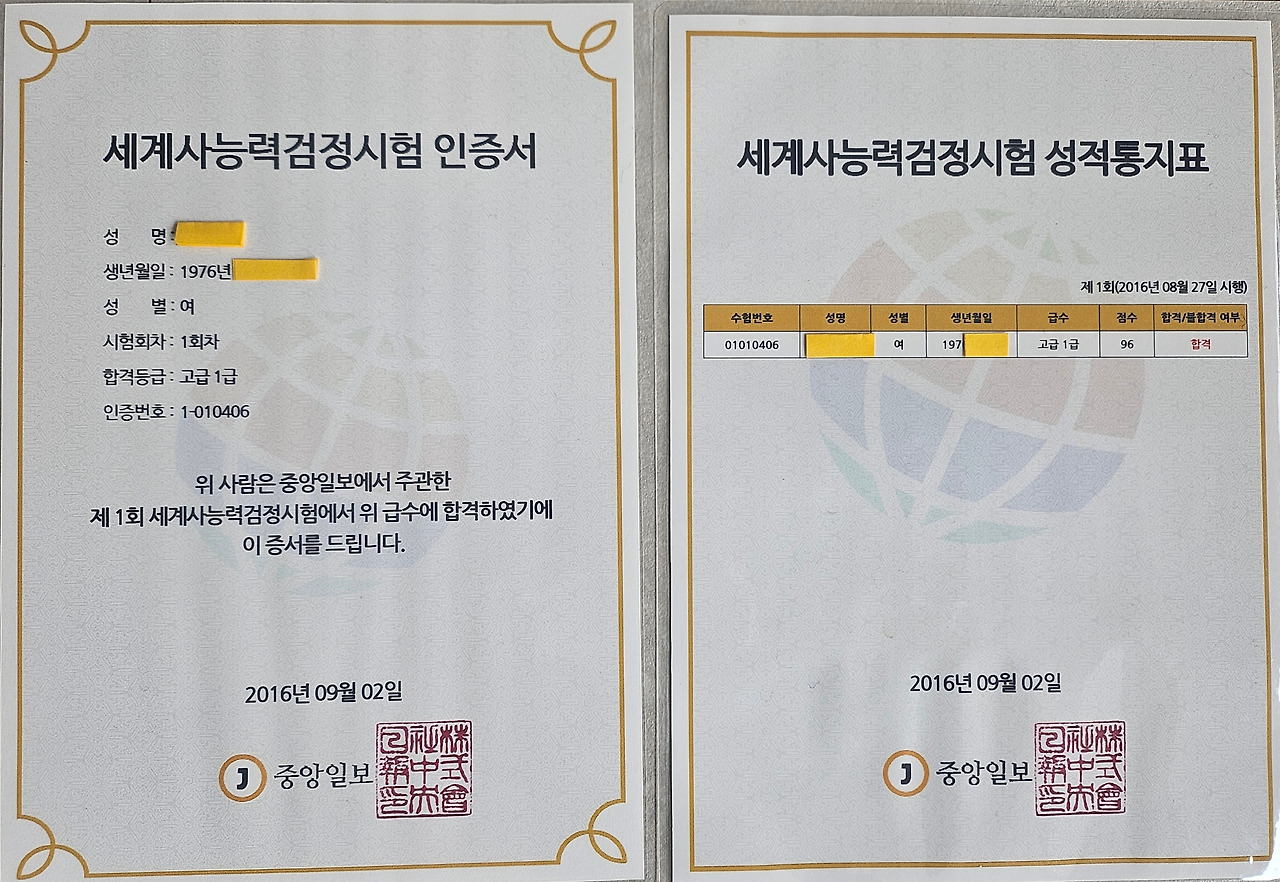 세계사능력검정시험 인증서
성 명:
생년월일 : 1976년
성 별 : 여
시험회차 : 1회차
합격등급 : 고급 1급
인증번호 : 1-010406
위 사람은 중앙일보에서 주관한
제 1회 세계사능력검정시험에서 위 급수에 합격하였기에
이 증서를 드립니다.
2016년 09월 02일
J 중앙일보
세계사능력검정시험 성적통지표
제 1회(2016년 08월 27일 시행)
수험번호 성명 성별 생년월일 급수 점수 합격/불합격 여부
01010406 여 197 고급 1급 96 합격
2016년 09월 02일
J 중앙일보